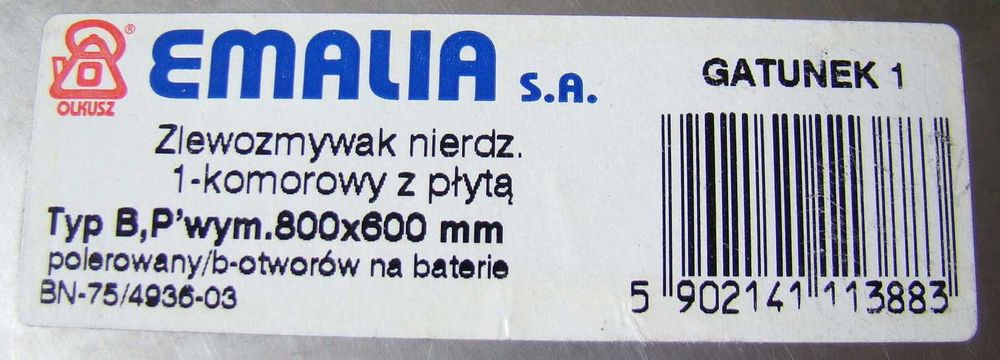 ®
OLKUSZ
EMALIA S.A.
GATUNEK 1
Zlewozmywak nierdz.
1-komorowy z płytą
Typ B,P'wym.800x600 mm
polerowany/b-otworów na baterie
BN-75/4936-03
5 902141 113883